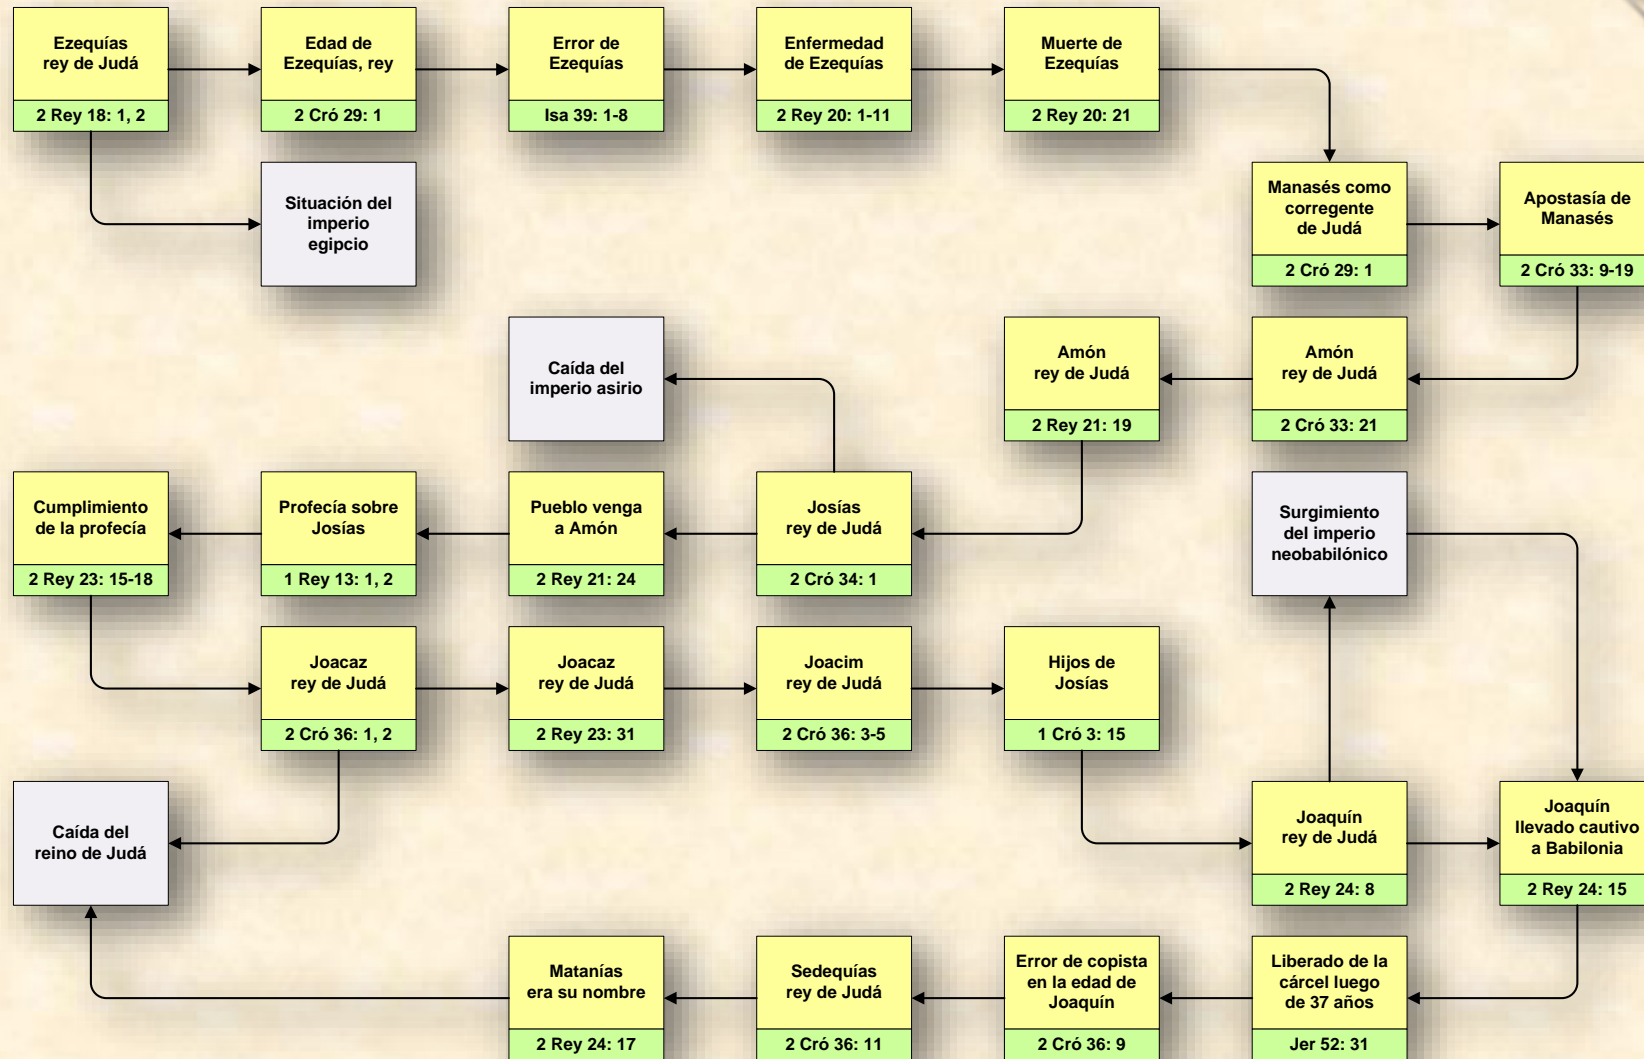 Ezequías
rey de Judá
2 Rey 18: 1, 2
Edad de
Ezequías, rey
2 Cró 29: 1
Error de
Ezequías
Isa 39: 1-8
Enfermedad
de Ezequías
2 Rey 20: 1-11
Muerte de
Ezequías
2 Rey 20: 21
Situación del
imperio
egipcio
Manasés como
corregente
de Judá
2 Cró 29: 1
Apostasía de
Manasés
2 Cró 33: 9-19
Caída del
imperio asirio
Amón
rey de Judá
2 Rey 21: 19
Amón
rey de Judá
2 Cró 33: 21
Cumplimiento
de la profecía
2 Rey 23: 15-18
Profecía sobre
Josías
1 Rey 13: 1, 2
Pueblo venga
a Amón
2 Rey 21: 24
Josías
rey de Judá
2 Cró 34: 1
Surgimiento
del imperio
neobabilónico
Joacaz
rey de Judá
2 Cró 36: 1, 2
Joacaz
rey de Judá
2 Rey 23: 31
Joacim
rey de Judá
2 Cró 36: 3-5
Hijos de
Josías
1 Cró 3: 15
Caída del
reino de Judá
Joaquín
rey de Judá
2 Rey 24: 8
Joaquín
llevado cautivo
a Babilonia
2 Rey 24: 15
Matanías
era su nombre
2 Rey 24: 17
Sedequías
rey de Judá
2 Cró 36: 11
Error de copista
en la edad de
Joaquín
2 Cró 36: 9
Liberado de la
cárcel luego
de 37 años
Jer 52: 31